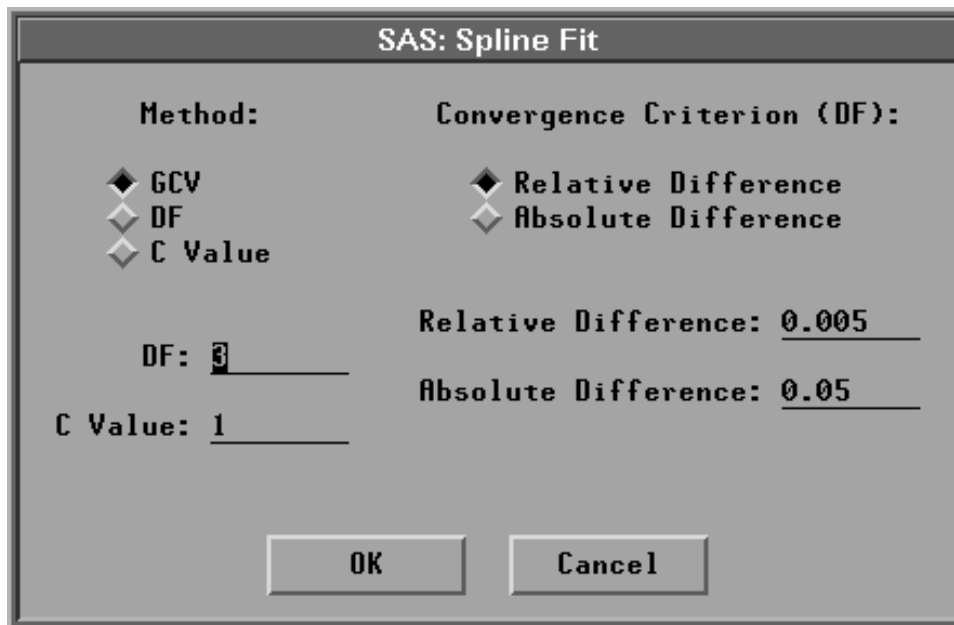 SAS: Spline Fit
Method:
GCV
DF
C Value
DF: 3
C Value: 1
Convergence Criterion (DF):
Relative Difference
Absolute Difference
Relative Difference: 0.005
Absolute Difference: 0.05
OK
Cancel